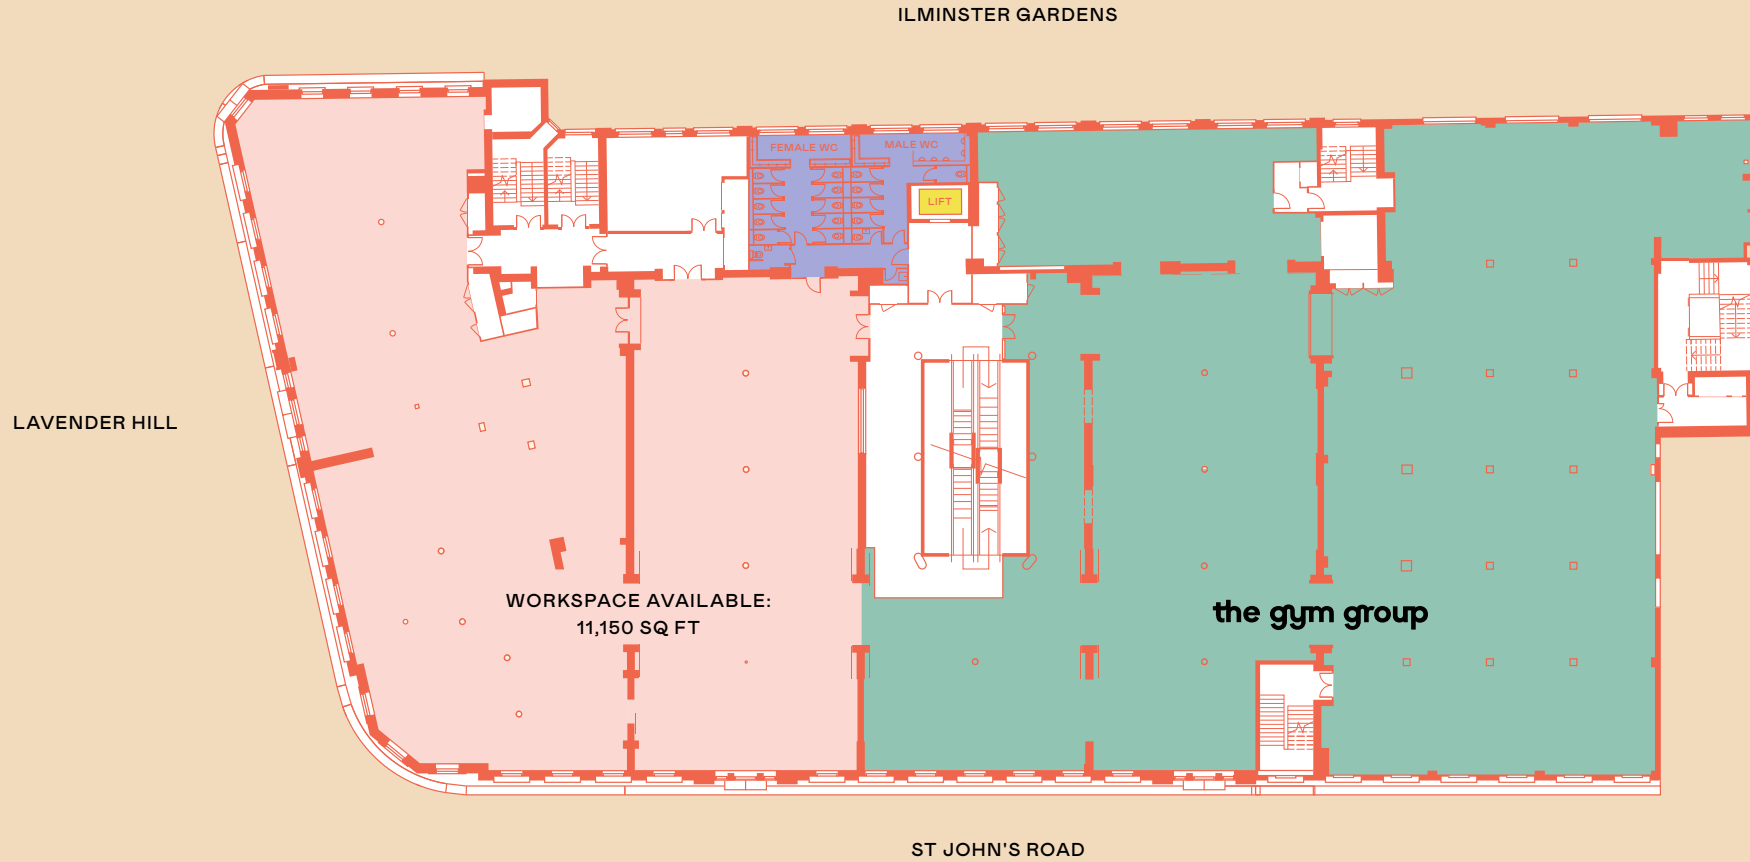 ILMINSTER GARDENS
FEMALE WC
MALE WC
LIFT
LAVENDER HILL
WORKSPACE AVAILABLE:
11,150 SQ FT
the gym group
ST JOHN'S ROAD